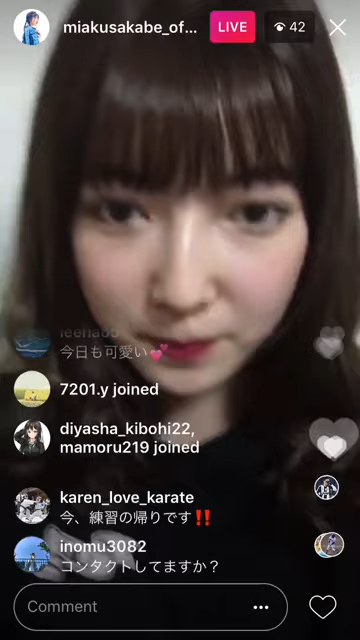 miakusakabe_of...
LIVE
42
今日も可愛い💕
7201.y joined
diyasha_kibohi22,
mamoru219 joined
karen_love_karate
今、練習の帰りです‼️
inomu3082
コンタクトしてますか？
Comment